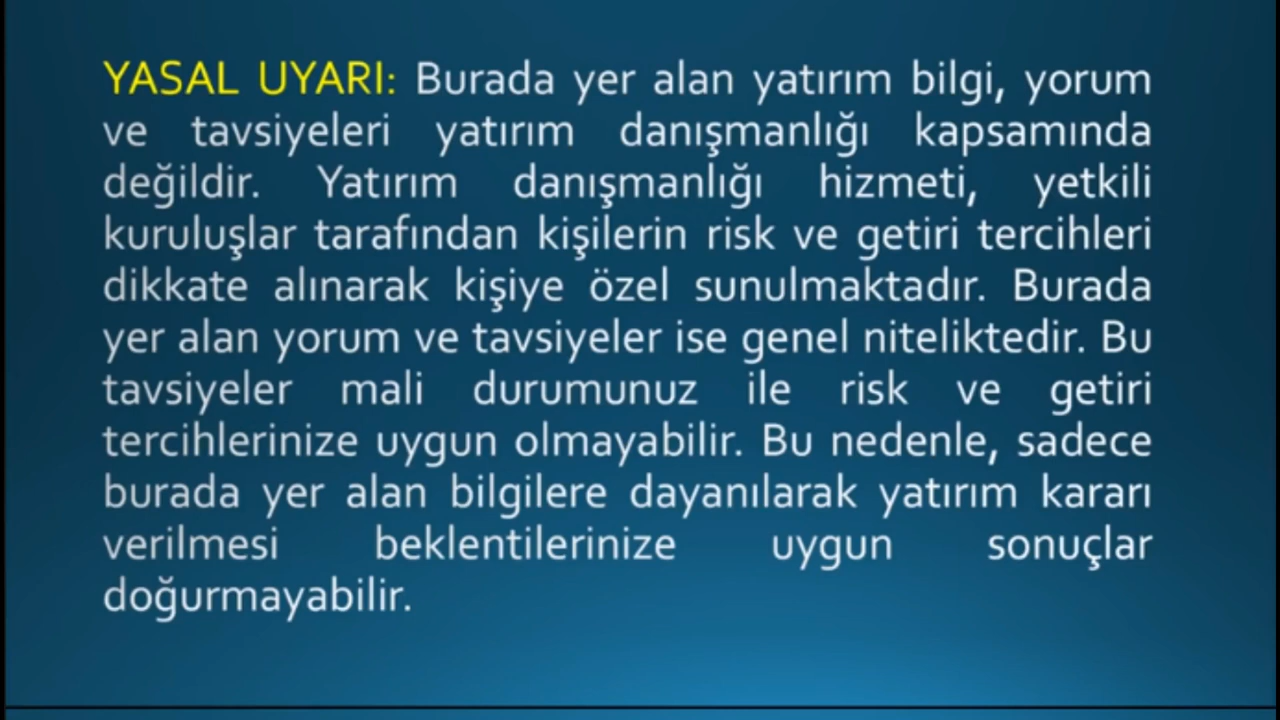 YASAL UYARI: Burada yer alan yatırım bilgi, yorum
ve tavsiyeleri yatırım danışmanlığı kapsamında
değildir. Yatırım danışmanlığı hizmeti, yetkili
kuruluşlar tarafından kişilerin risk ve getiri tercihleri
dikkate alınarak kişiye özel sunulmaktadır. Burada
yer alan yorum ve tavsiyeler ise genel niteliktedir. Bu
tavsiyeler mali durumunuz ile risk ve getiri
tercihlerinize uygun olmayabilir. Bu nedenle, sadece
burada yer alan bilgilere dayanılarak yatırım kararı
verilmesi beklentilerinize uygun sonuçlar
doğurmayabilir.